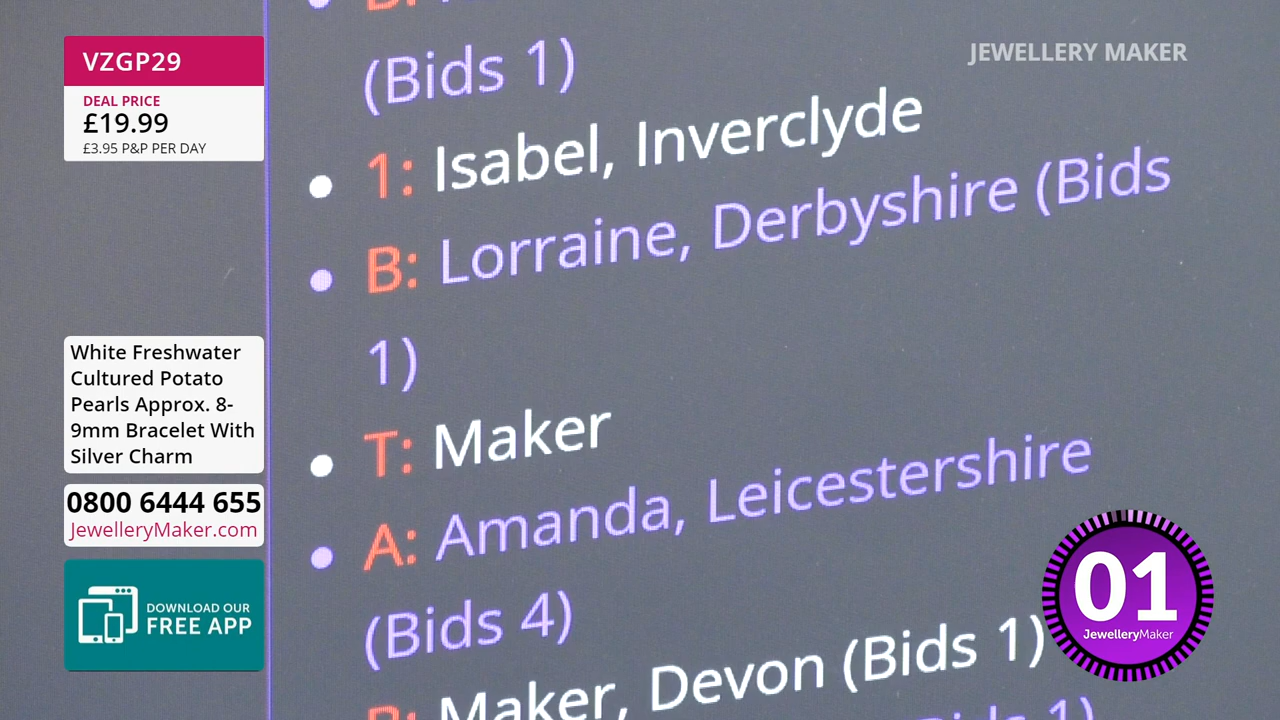 VZGP29
DEAL PRICE
£19.99
£3.95 P&P PER DAY
White Freshwater
Cultured Potato
Pearls Approx. 8-
9mm Bracelet With
Silver Charm
0800 6444 655
JewelleryMaker.com
DOWNLOAD OUR
FREE APP
JEWELLERY MAKER
(Bids 1)
1: Isabel, Inverclyde
B: Lorraine, Derbyshire (Bids
1)
T: Maker
A: Amanda, Leicestershire
(Bids 4)
Maker, Devon (Bids 1)
01
JewelleryMaker